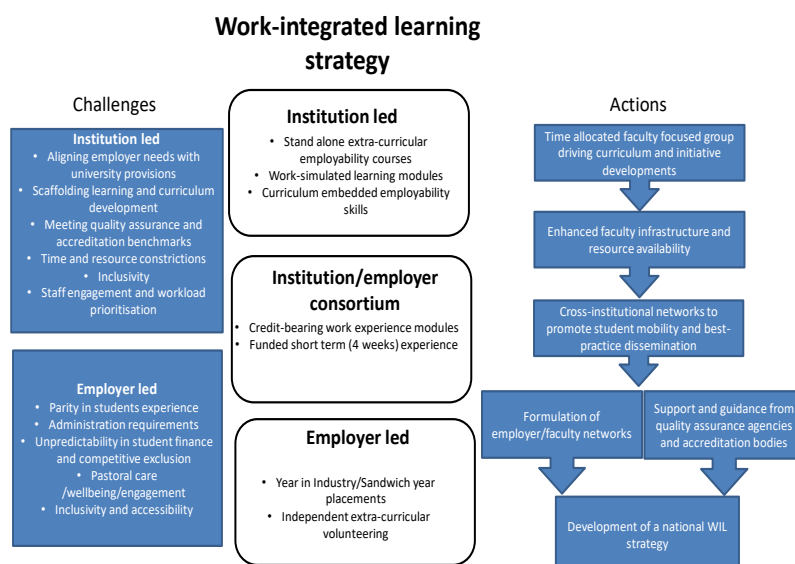 Work-integrated learning
strategy
Challenges
Institution led
• Aligning employer needs with
university provisions
• Scaffolding learning and curriculum
development
• Meeting quality assurance and
accreditation benchmarks
• Time and resource constrictions
• Inclusivity
• Staff engagement and workload
prioritisation
Employer led
• Parity in students experience
• Administration requirements
• Unpredictability in student finance
and competitive exclusion
• Pastoral care
/wellbeing/engagement
• Inclusivity and accessibility
Institution led
• Stand alone extra-curricular
employability courses
• Work-simulated learning modules
• Curriculum embedded employability
skills
Institution/employer
consortium
• Credit-bearing work experience modules
• Funded short term (4 weeks) experience
Employer led
• Year in Industry/Sandwich year
placements
• Independent extra-curricular
volunteering
Actions
Time allocated faculty focused group
driving curriculum and initiative
developments
Enhanced faculty infrastructure and
resource availability
Cross-institutional networks to
promote student mobility and best-
practice dissemination
Formulation of
employer/faculty networks
Support and guidance from
quality assurance agencies
and accreditation bodies
Development of a national WIL
strategy